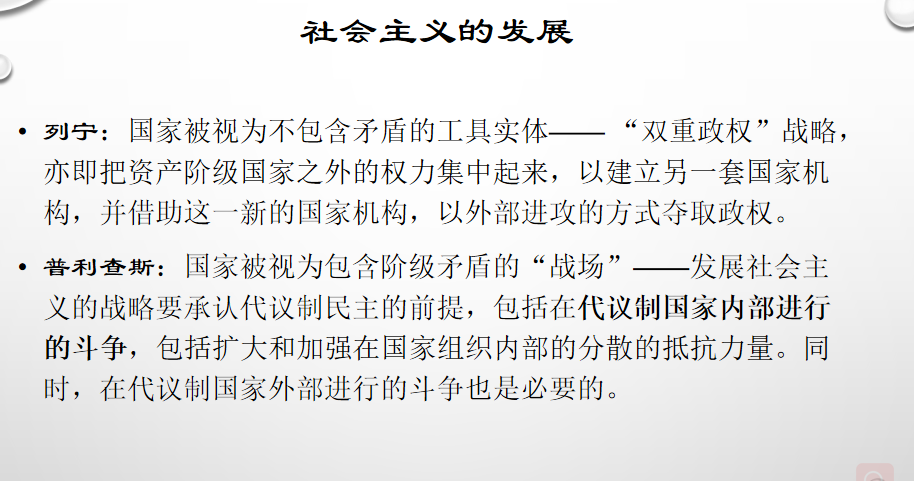 社会主义的发展
• 列宁：国家被视为不包含矛盾的工具实体——“双重政权”战略，
亦即把资产阶级国家之外的权力集中起来，以建立另一套国家机
构，并借助这一新的国家机构，以外部进攻的方式夺取政权。
• 普利查斯：国家被视为包含阶级矛盾的“战场”——发展社会主
义的战略要承认代议制民主的前提，包括在代议制国家内部进行
的斗争，包括扩大和加强在国家组织内部的分散的抵抗力量。同
时，在代议制国家外部进行的斗争也是必要的。